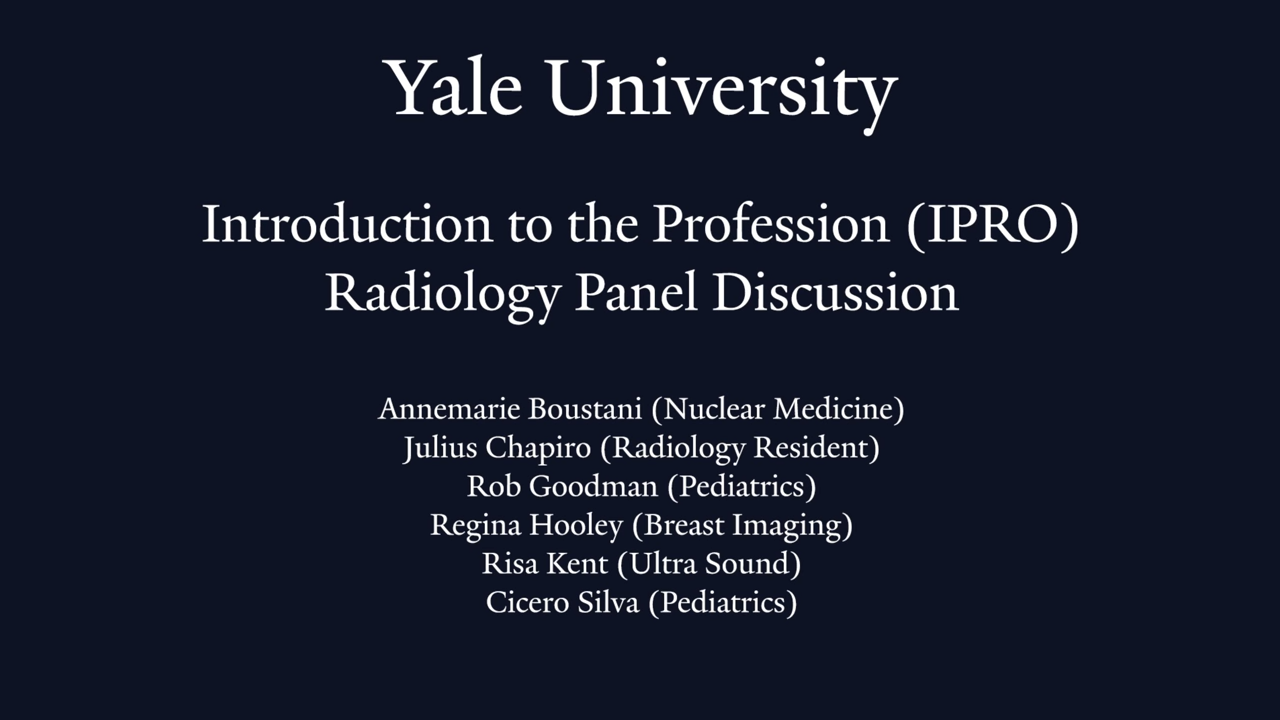 Yale University
Introduction to the Profession (IPRO)
Radiology Panel Discussion
Annemarie Boustani (Nuclear Medicine)
Julius Chapiro (Radiology Resident)
Rob Goodman (Pediatrics)
Regina Hooley (Breast Imaging)
Risa Kent (Ultra Sound)
Cicero Silva (Pediatrics)